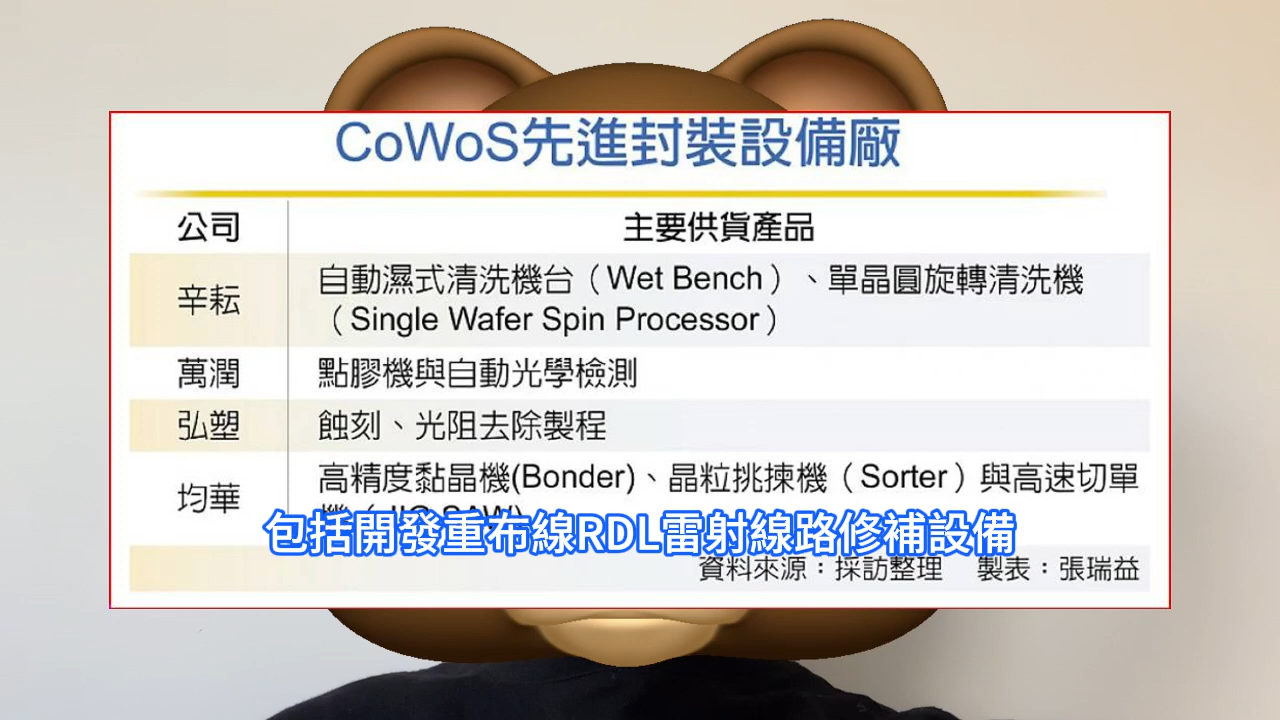 CoWoS先進封裝設備廠
公司 主要供貨產品
辛耘 自動濕式清洗機台（Wet Bench）、單晶圓旋轉清洗機
（Single Wafer Spin Processor）
萬潤 點膠機與自動光學檢測
弘塑 蝕刻、光阻去除製程
均華 高精度黏晶機(Bonder)、晶粒挑揀機（Sorter）與高速切單
包括開發重布線RDL雷射線路修補設備
資料來源：採訪整理 製表：張瑞益